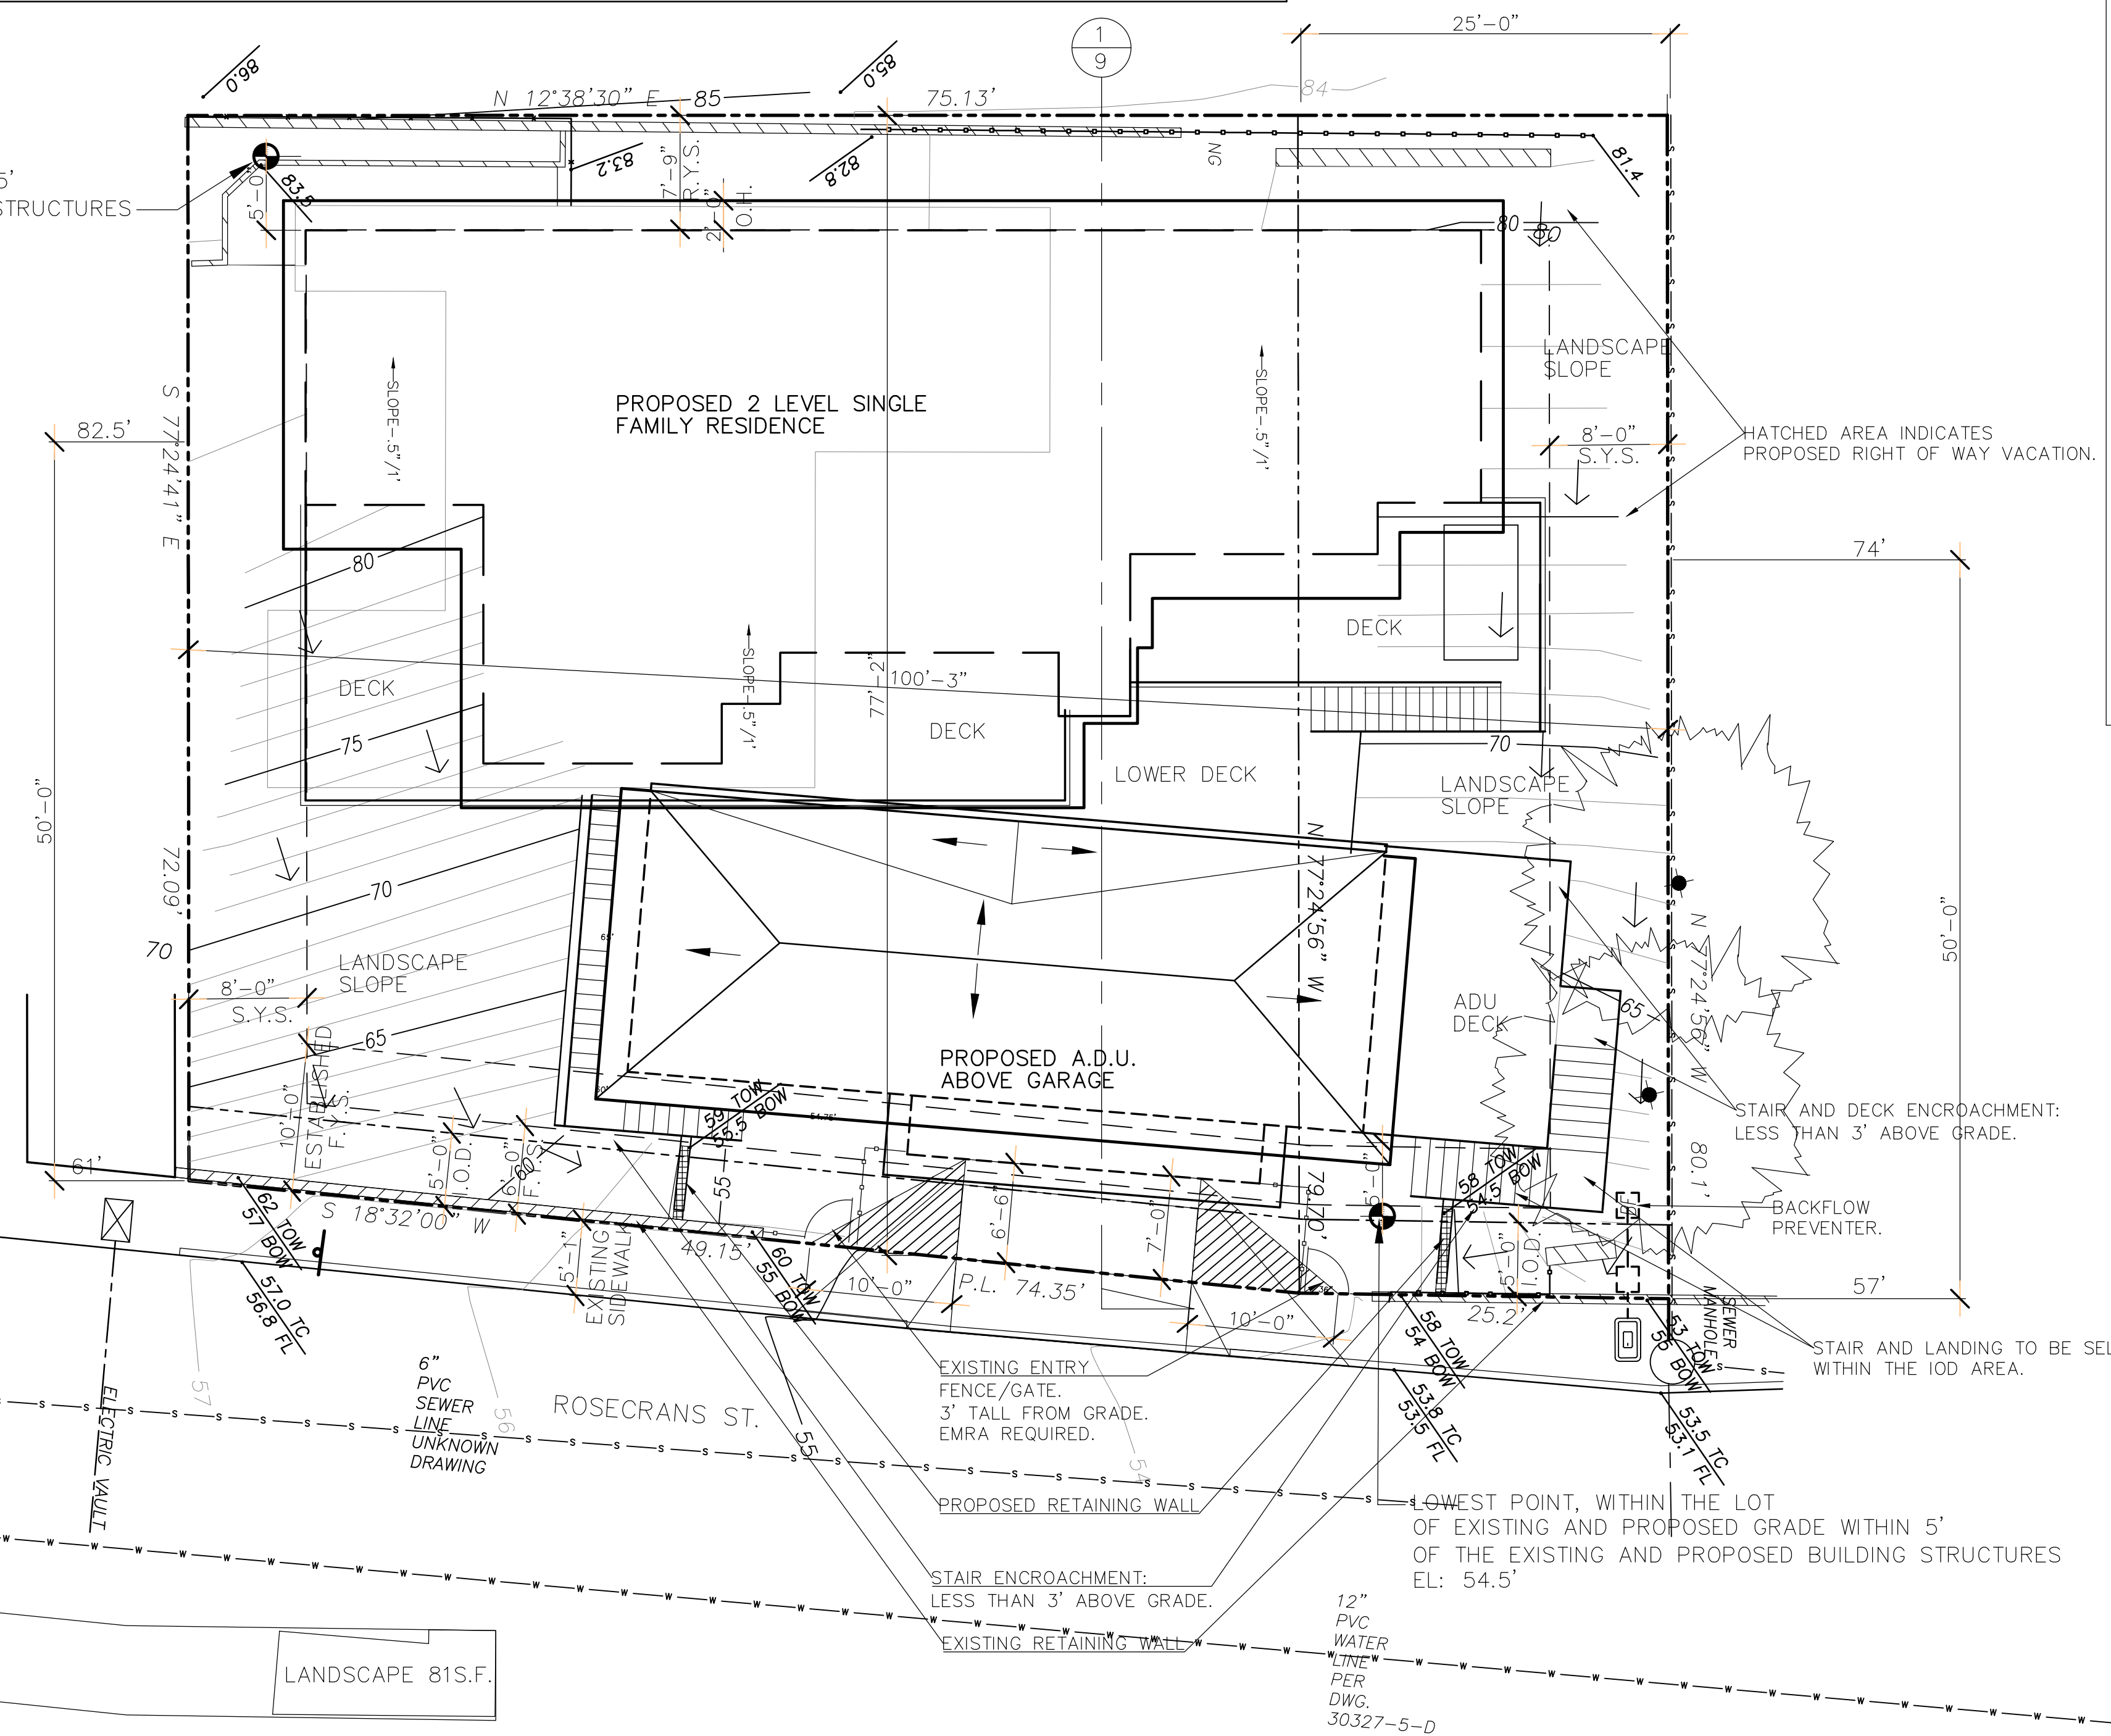 25'-0"
1
9
86.0
85.0
N 12°38'30" E
85
75.13'
84
5'
STRUCTURES
5'-0"
83.5
83.2
7'-9"
R.Y.S.
2'-0"
O.H.
82.8
NG
81.4
80
80
LANDSCAPE
SLOPE
SLOPE-.5"/1'
SLOPE-.5"/1'
PROPOSED 2 LEVEL SINGLE
FAMILY RESIDENCE
S 77°24'41" E
82.5'
8'-0"
S.Y.S.
HATCHED AREA INDICATES
PROPOSED RIGHT OF WAY VACATION.
74'
80
DECK
DECK
SLOPE-.5"/1'
77'-2"
100'-3"
DECK
75
70
LOWER DECK
LANDSCAPE
SLOPE
50'-0"
72.09'
70
70
N 77°24'56" W
N 77°24'56" W
50'-0"
65'
LANDSCAPE
SLOPE
8'-0"
S.Y.S.
65
ADU
DECK
65
PROPOSED A.D.U.
ABOVE GARAGE
10'-0"
ESTABLISHED
F.Y.S.
60'
59 TOW
55.5 BOW
54.75'
STAIR AND DECK ENCROACHMENT:
LESS THAN 3' ABOVE GRADE.
80.1'
61'
5'-0"
I.O.D.
6'-0"
F.Y.S.
60
55
6'-6"
7'-0"
79.70'
5'-0"
58 TOW
54.5 BOW
BACKFLOW
PREVENTER.
62 TOW
57 BOW
S 18°32'00" W
5'-1"
EXISTING
SIDEWALK
49.15'
60 TOW
55 BOW
10'-0"
P.L.
74.35'
10'-0"
5'-0"
I.O.D.
25.2'
57'
57.0 TC
56.8 FL
57
58 TOW
54 BOW
SEWER
MANHOLE
STAIR AND LANDING TO BE SEL
WITHIN THE IOD AREA.
6"
PVC
SEWER
LINE
UNKNOWN
DRAWING
56
ROSECRANS ST.
55
EXISTING ENTRY
FENCE/GATE.
3' TALL FROM GRADE.
EMRA REQUIRED.
54
53.8 TC
53.5 FL
53.5 TC
53.1 FL
ELECTRIC VAULT
PROPOSED RETAINING WALL
LOWEST POINT, WITHIN THE LOT
OF EXISTING AND PROPOSED GRADE WITHIN 5'
OF THE EXISTING AND PROPOSED BUILDING STRUCTURES
EL: 54.5'
STAIR ENCROACHMENT:
LESS THAN 3' ABOVE GRADE.
EXISTING RETAINING WALL
12"
PVC
WATER
LINE
PER
DWG.
30327-5-D
LANDSCAPE 81S.F.